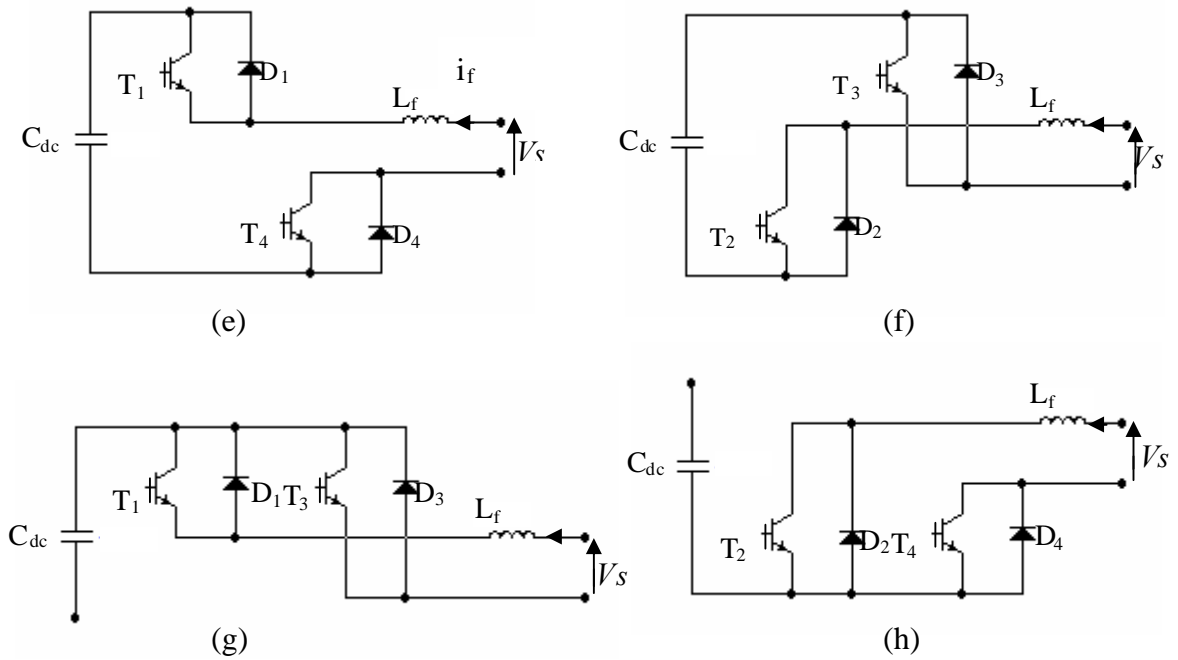 T1 D1 if
Lf
Cdc
Vs
T4 D4
(e)
T3 D3
Lf
Cdc
Vs
T2 D2
(f)
T1 D1 T3 D3
Lf
Cdc
Vs
(g)
Lf
Cdc
Vs
T2 D2 T4 D4
(h)